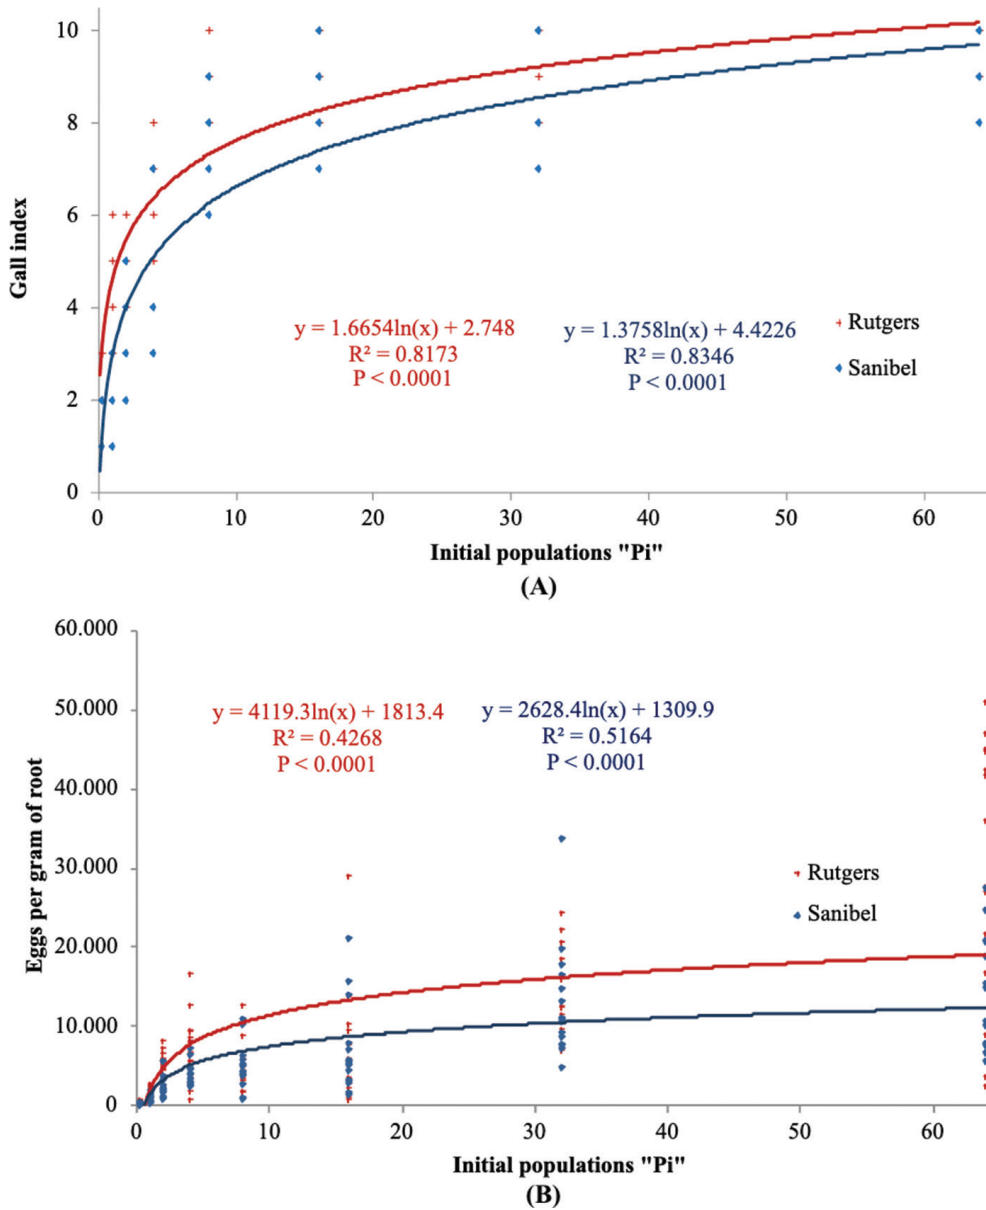 10
8
6
4
2
0
Gall index
y = 1.6654ln(x) + 2.748
R² = 0.8173
P < 0.0001
y = 1.3758ln(x) + 4.4226
R² = 0.8346
P < 0.0001
Rutgers
Sanibel
0 10 20 30 40 50 60
Initial populations "Pi"
(A)
60.000
50.000
40.000
30.000
20.000
10.000
0
Eggs per gram of root
y = 4119.3ln(x) + 1813.4
R² = 0.4268
P < 0.0001
y = 2628.4ln(x) + 1309.9
R² = 0.5164
P < 0.0001
Rutgers
Sanibel
0 10 20 30 40 50 60
Initial populations "Pi"
(B)